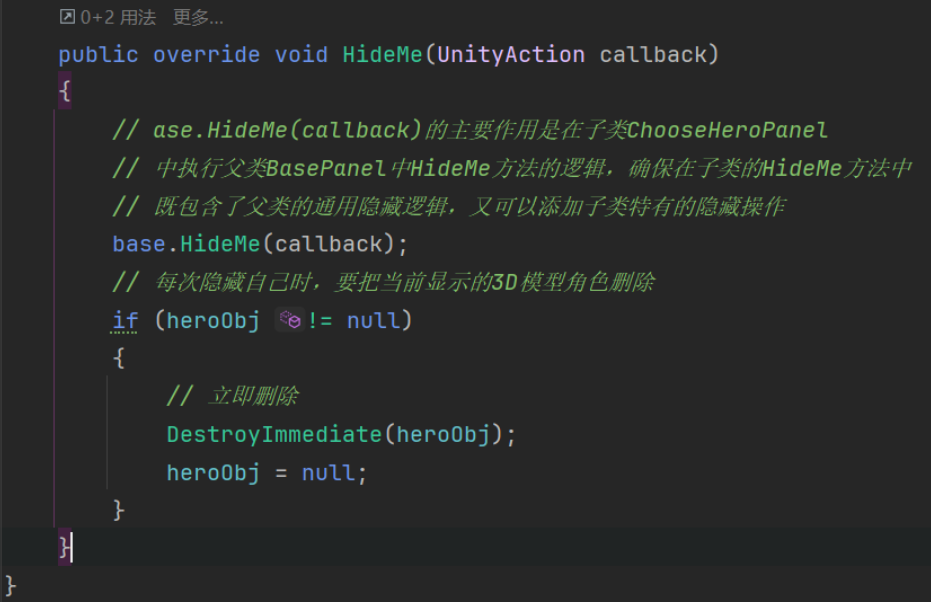 0+2 用法 更多...
public override void HideMe(UnityAction callback)
{
// ase.HideMe(callback)的主要作用是在子类ChooseHeroPanel
// 中执行父类BasePanel中HideMe方法的逻辑，确保在子类的HideMe方法中
// 既包含了父类的通用隐藏逻辑，又可以添加子类特有的隐藏操作
base.HideMe(callback);
// 每次隐藏自己时，要把当前显示的3D模型角色删除
if (heroObj != null)
{
// 立即删除
DestroyImmediate(heroObj);
heroObj = null;
}
}
}